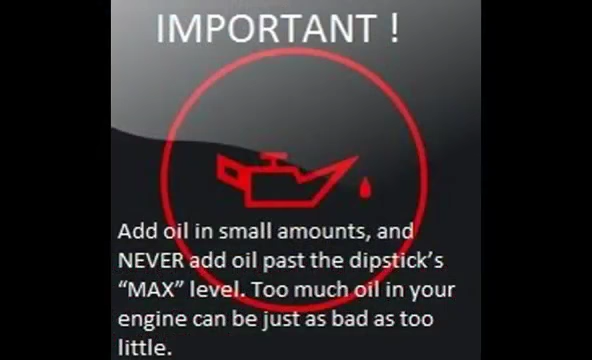 IMPORTANT !
Add oil in small amounts, and
NEVER add oil past the dipstick's
“MAX” level. Too much oil in your
engine can be just as bad as too
little.